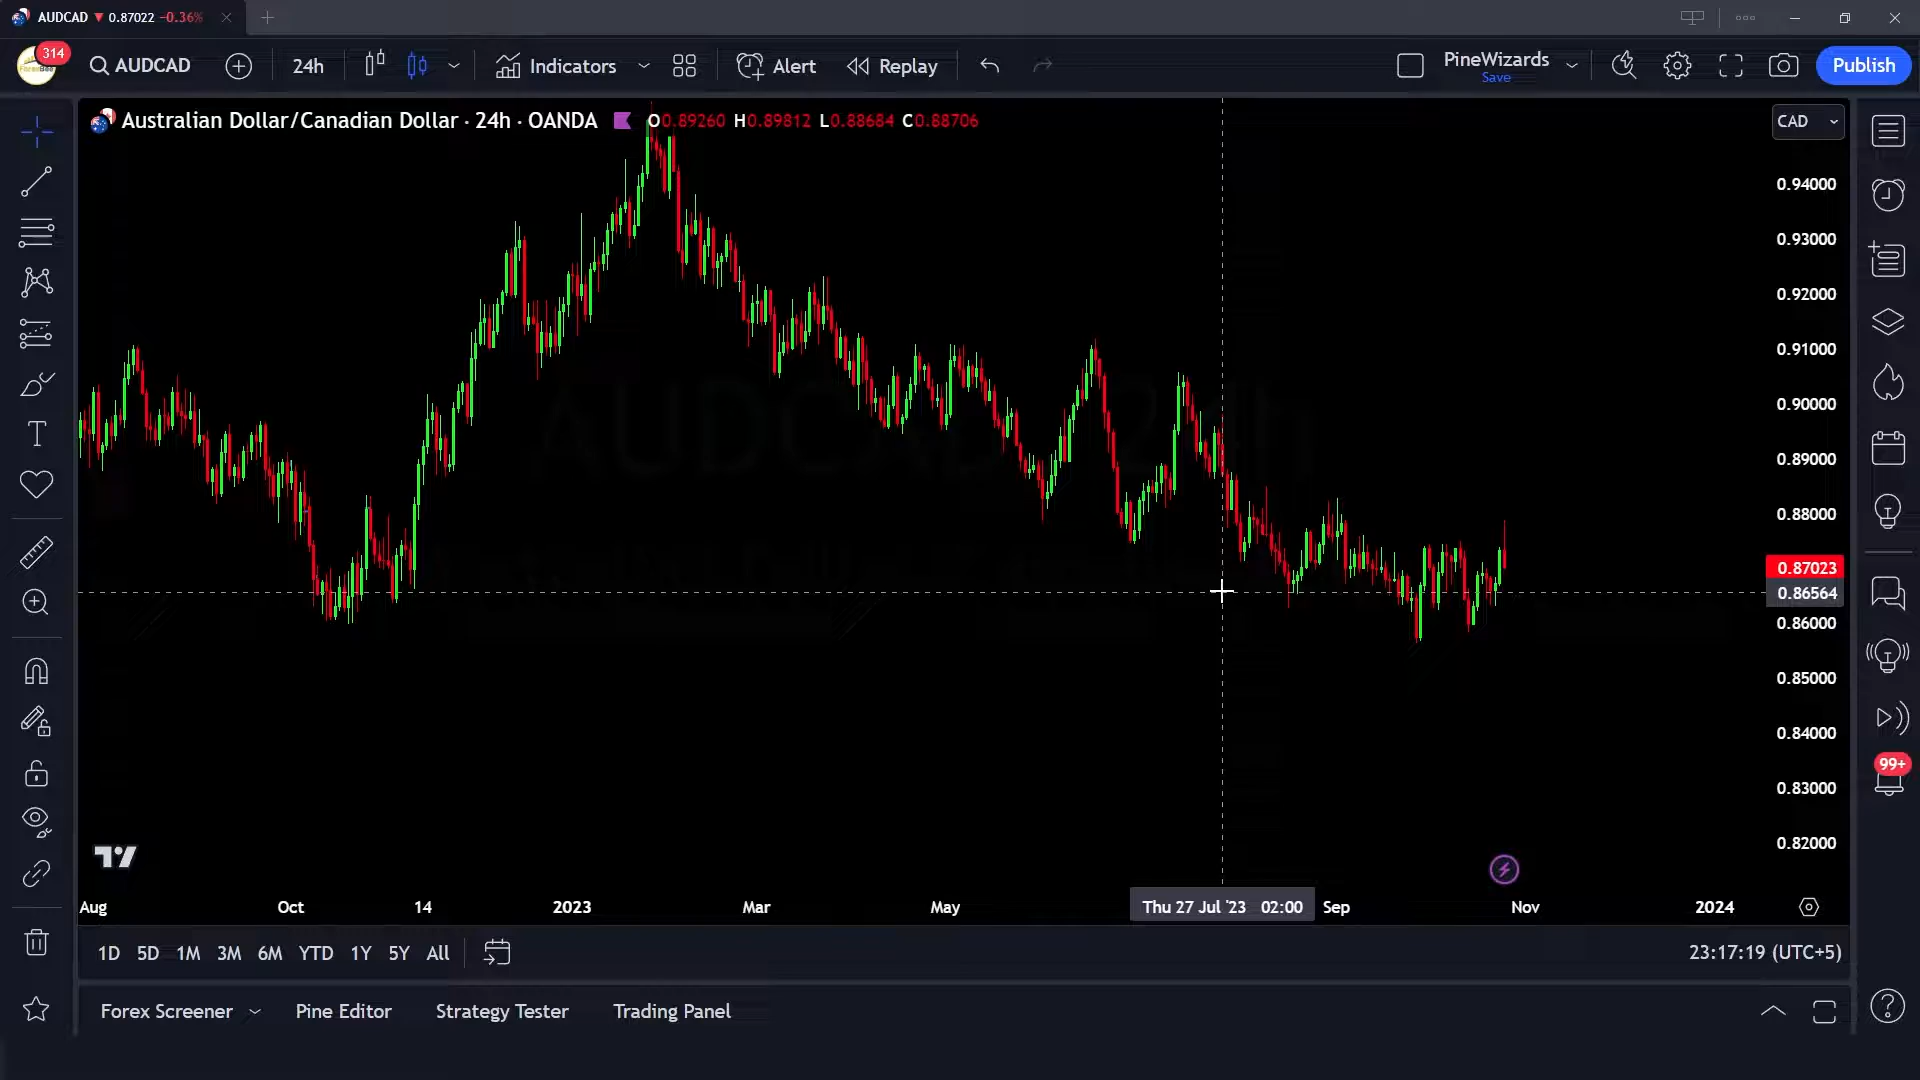 AUDCAD ▼ 0.87022 −0.36%
314
AUDCAD 24h Indicators Alert Replay PineWizards Save Publish
Australian Dollar/Canadian Dollar · 24h · OANDA O0.89260 H0.89812 L0.88684 C0.88706
CAD
0.94000
0.93000
0.92000
0.91000
0.90000
0.89000
0.88000
0.87023
0.86564
0.86000
0.85000
0.84000
0.83000
0.82000
99+
Aug Oct 14 2023 Mar May Thu 27 Jul '23 02:00 Sep Nov 2024
1D 5D 1M 3M 6M YTD 1Y 5Y All 23:17:19 (UTC+5)
Forex Screener Pine Editor Strategy Tester Trading Panel